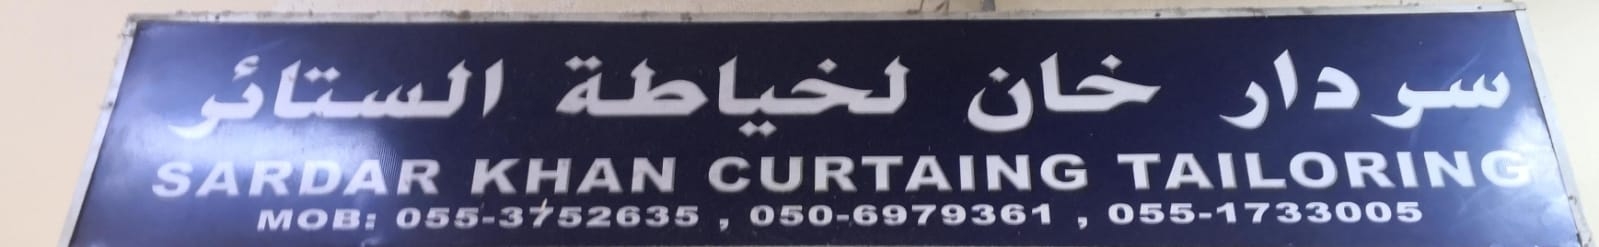 سردار خان لخياطة الستائر
SARDAR KHAN CURTAING TAILORING
MOB: 055-3752635 , 050-6979361 , 055-1733005